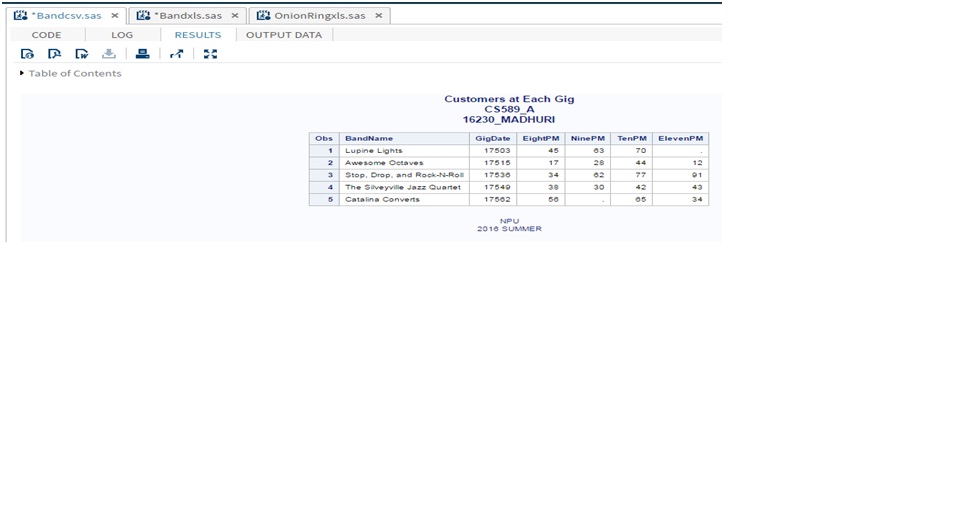 *Bandcsv.sas × *Bandxls.sas × OnionRingxls.sas ×
CODE LOG RESULTS OUTPUT DATA
Table of Contents
Customers at Each Gig
CS589_A
16230_MADHURI
Obs BandName GigDate EightPM NinePM TenPM ElevenPM
1 Lupine Lights 17503 45 63 70 .
2 Awesome Octaves 17515 17 28 44 12
3 Stop, Drop, and Rock-N-Roll 17536 34 62 77 91
4 The Silveyville Jazz Quartet 17549 38 30 42 43
5 Catalina Converts 17562 56 . 65 34
NPU
2016 SUMMER